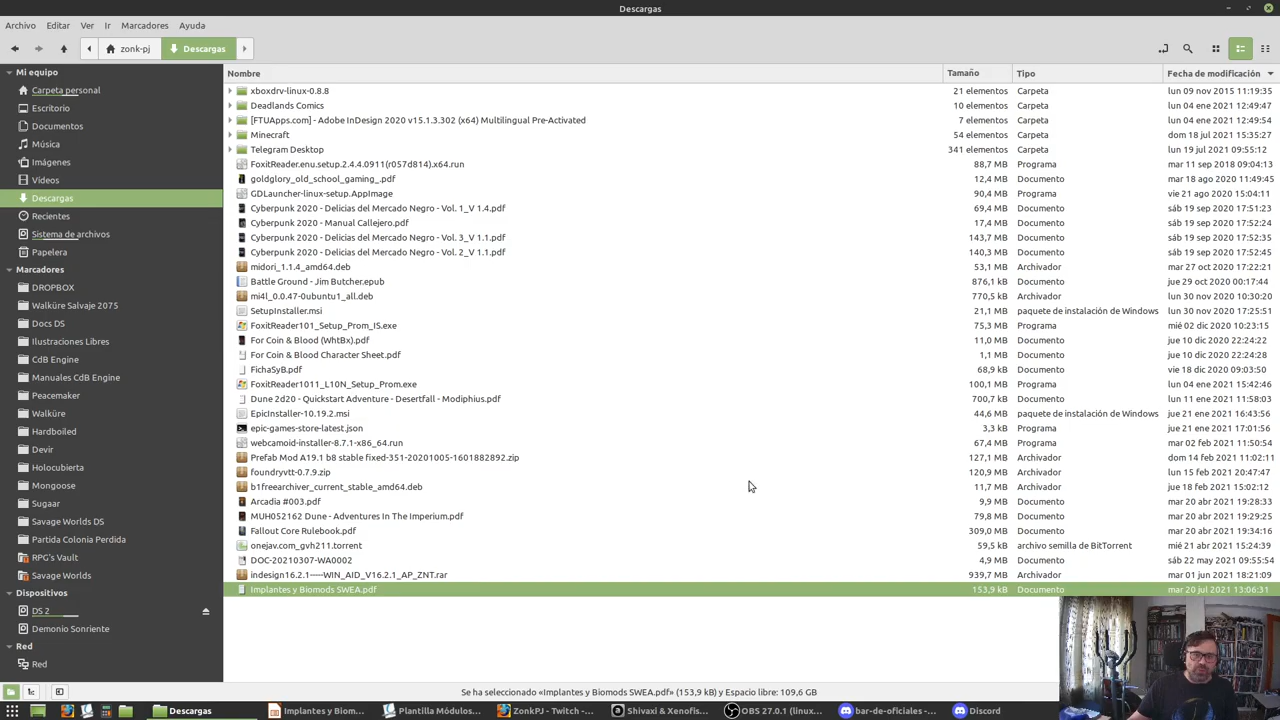 Descargas
Archivo Editar Ver Ir Marcadores Ayuda
zonk-pj Descargas
Mi equipo
Carpeta personal
Escritorio
Documentos
Música
Imágenes
Vídeos
Descargas
Recientes
Sistema de archivos
Papelera
Marcadores
DROPBOX
Walküre Salvaje 2075
Docs DS
Ilustraciones Libres
CdB Engine
Manuales CdB Engine
Peacemaker
Walküre
Hardboiled
Devir
Holocubierta
Mongoose
Sugaar
Savage Worlds DS
Partida Colonia Perdida
RPG's Vault
Savage Worlds
Dispositivos
DS 2
Demonio Sonriente
Red
Red
Nombre Tamaño Tipo Fecha de modificación
xboxdrv-linux-0.8.8 21 elementos Carpeta lun 09 nov 2015 11:19:35
Deadlands Comics 10 elementos Carpeta lun 04 ene 2021 12:49:47
[FTUApps.com] - Adobe InDesign 2020 v15.1.3.302 (x64) Multilingual Pre-Activated 7 elementos Carpeta lun 04 ene 2021 12:49:54
Minecraft 54 elementos Carpeta dom 18 jul 2021 15:35:27
Telegram Desktop 341 elementos Carpeta lun 19 jul 2021 09:55:12
FoxitReader.enu.setup.2.4.4.0911(r057d814).x64.run 88,7 MB Programa mar 11 sep 2018 09:04:13
goldglory_old_school_gaming_.pdf 12,4 MB Documento mar 18 ago 2020 11:49:45
GDLauncher-linux-setup.AppImage 90,4 MB Programa vie 21 ago 2020 15:04:11
Cyberpunk 2020 - Delicias del Mercado Negro - Vol. 1_V 1.4.pdf 69,4 MB Documento sáb 19 sep 2020 17:51:23
Cyberpunk 2020 - Manual Callejero.pdf 17,4 MB Documento sáb 19 sep 2020 17:52:24
Cyberpunk 2020 - Delicias del Mercado Negro - Vol. 3_V 1.1.pdf 143,7 MB Documento sáb 19 sep 2020 17:52:35
Cyberpunk 2020 - Delicias del Mercado Negro - Vol. 2_V 1.1.pdf 140,3 MB Documento sáb 19 sep 2020 17:52:45
midori_1.1.4_amd64.deb 53,1 MB Archivador mar 27 oct 2020 17:22:21
Battle Ground - Jim Butcher.epub 876,1 kB Documento jue 29 oct 2020 00:17:44
mi4l_0.0.47-0ubuntu1_all.deb 770,5 kB Archivador lun 30 nov 2020 10:30:20
SetupInstaller.msi 21,1 MB paquete de instalación de Windows lun 30 nov 2020 17:25:51
FoxitReader101_Setup_Prom_IS.exe 75,3 MB Programa mié 02 dic 2020 10:23:15
For Coin & Blood (WhtBx).pdf 11,0 MB Documento jue 10 dic 2020 22:24:22
For Coin & Blood Character Sheet.pdf 1,1 MB Documento jue 10 dic 2020 22:24:28
FichaSyB.pdf 68,9 kB Documento vie 18 dic 2020 09:03:50
FoxitReader1011_L10N_Setup_Prom.exe 100,1 MB Programa lun 04 ene 2021 15:42:46
Dune 2d20 - Quickstart Adventure - Desertfall - Modiphius.pdf 700,7 kB Documento lun 11 ene 2021 11:58:03
EpicInstaller-10.19.2.msi 44,6 MB paquete de instalación de Windows jue 21 ene 2021 16:43:56
epic-games-store-latest.json 3,3 kB Programa jue 21 ene 2021 17:01:51
webcamoid-installer-8.7.1-x86_64.run 67,4 MB Programa mar 02 feb 2021 11:50:54
Prefab Mod A19.1 b8 stable fixed-351-20201005-1601882892.zip 127,1 MB Archivador dom 14 feb 2021 11:02:11
foundryvtt-0.7.9.zip 120,9 MB Archivador lun 15 feb 2021 20:47:47
b1freearchiver_current_stable_amd64.deb 11,7 MB Archivador jue 18 feb 2021 15:02:12
Arcadia #003.pdf 9,9 MB Documento mar 20 abr 2021 19:28:33
MUH052162 Dune - Adventures In The Imperium.pdf 79,8 MB Documento mar 20 abr 2021 19:28:46
Fallout Core Rulebook.pdf 309,0 MB Documento mar 20 abr 2021 19:34:16
onejav.com_gvh211.torrent 59,5 kB archivo semilla de BitTorrent mié 21 abr 2021 15:24:39
DOC-20210307-WA0002 4,9 MB Documento sáb 22 may 2021 09:55:54
indesign16.2.1-----WIN_AID_V16.2.1_AP_ZNT.rar 939,7 MB Archivador mar 01 jun 2021 18:21:09
Implantes y Biomods SWEA.pdf 153,9 kB Documento mar 20 jul 2021 13:06:31
Se ha seleccionado «Implantes y Biomods SWEA.pdf» (153,9 kB) y Espacio libre: 109,6 GB
Descargas Implantes y Biom... Plantilla Módulos... ZonkPJ - Twitch -... Shivaxi & Xenofis... OBS 27.0.1 (linux... bar-de-oficiales -... Discord